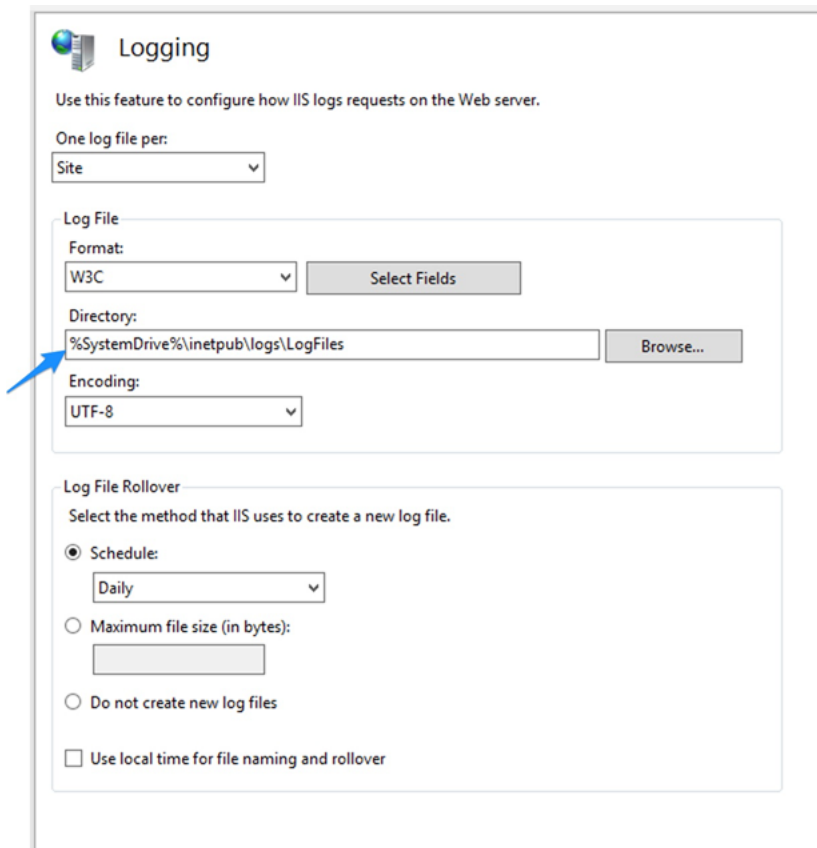 Logging
Use this feature to configure how IIS logs requests on the Web server.
One log file per:
Site
Log File
Format:
W3C
Select Fields
Directory:
%SystemDrive%\inetpub\logs\LogFiles
Browse...
Encoding:
UTF-8
Log File Rollover
Select the method that IIS uses to create a new log file.
Schedule:
Daily
Maximum file size (in bytes):
Do not create new log files
Use local time for file naming and rollover